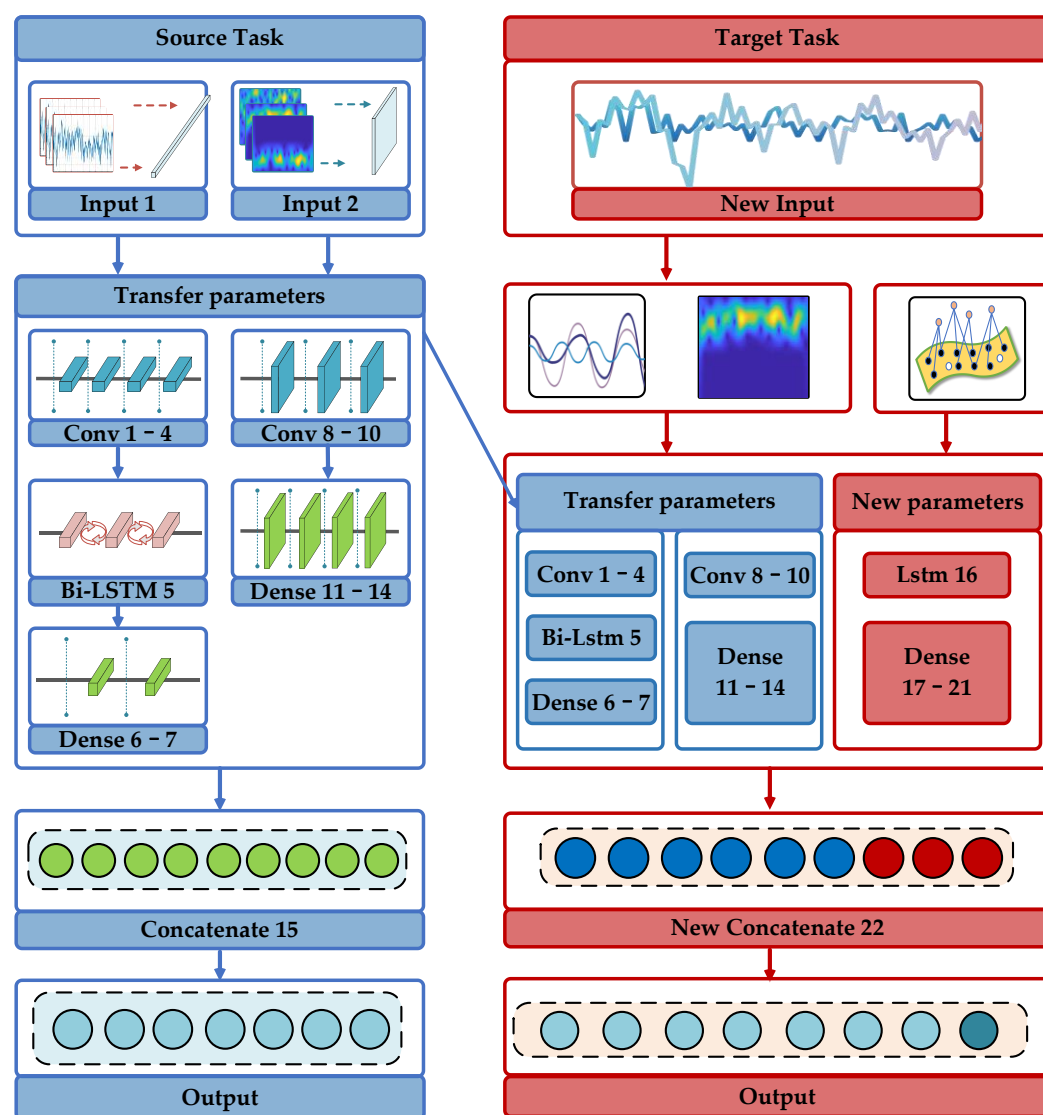 Source Task
Input 1
Input 2
Transfer parameters
Conv 1 – 4
Conv 8 – 10
Bi-LSTM 5
Dense 11 – 14
Dense 6 – 7
Concatenate 15
Output
Target Task
New Input
Transfer parameters
New parameters
Conv 1 – 4
Bi-Lstm 5
Dense 6 – 7
Conv 8 – 10
Dense
11 – 14
Lstm 16
Dense
17 – 21
New Concatenate 22
Output